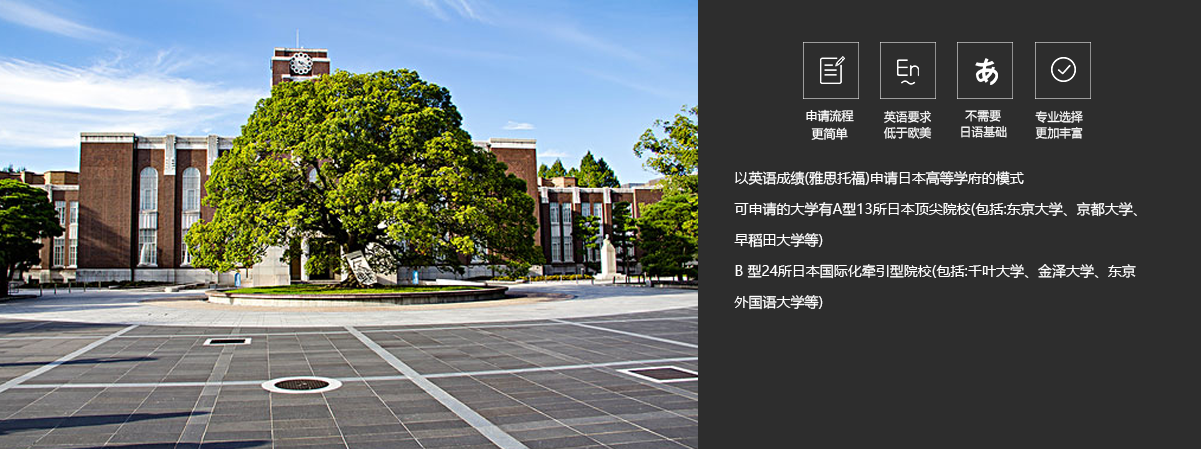 En
あ
申请流程
更简单
英语要求
低于欧美
不需要
日语基础
专业选择
更加丰富
以英语成绩(雅思托福)申请日本高等学府的模式
可申请的大学有A型13所日本顶尖院校(包括:东京大学、京都大学、
早稻田大学等)
B 型24所日本国际化牵引型院校(包括:千叶大学、金泽大学、东京
外国语大学等)